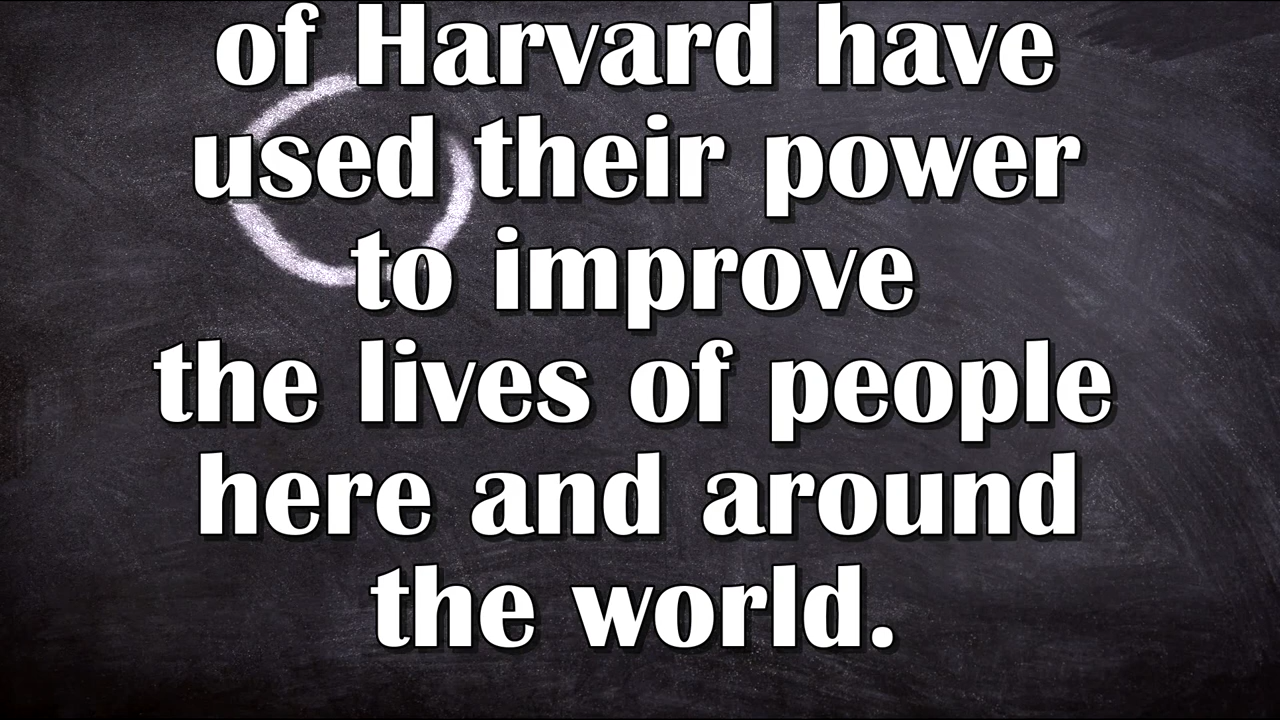 of Harvard have
used their power
to improve
the lives of people
here and around
the world.